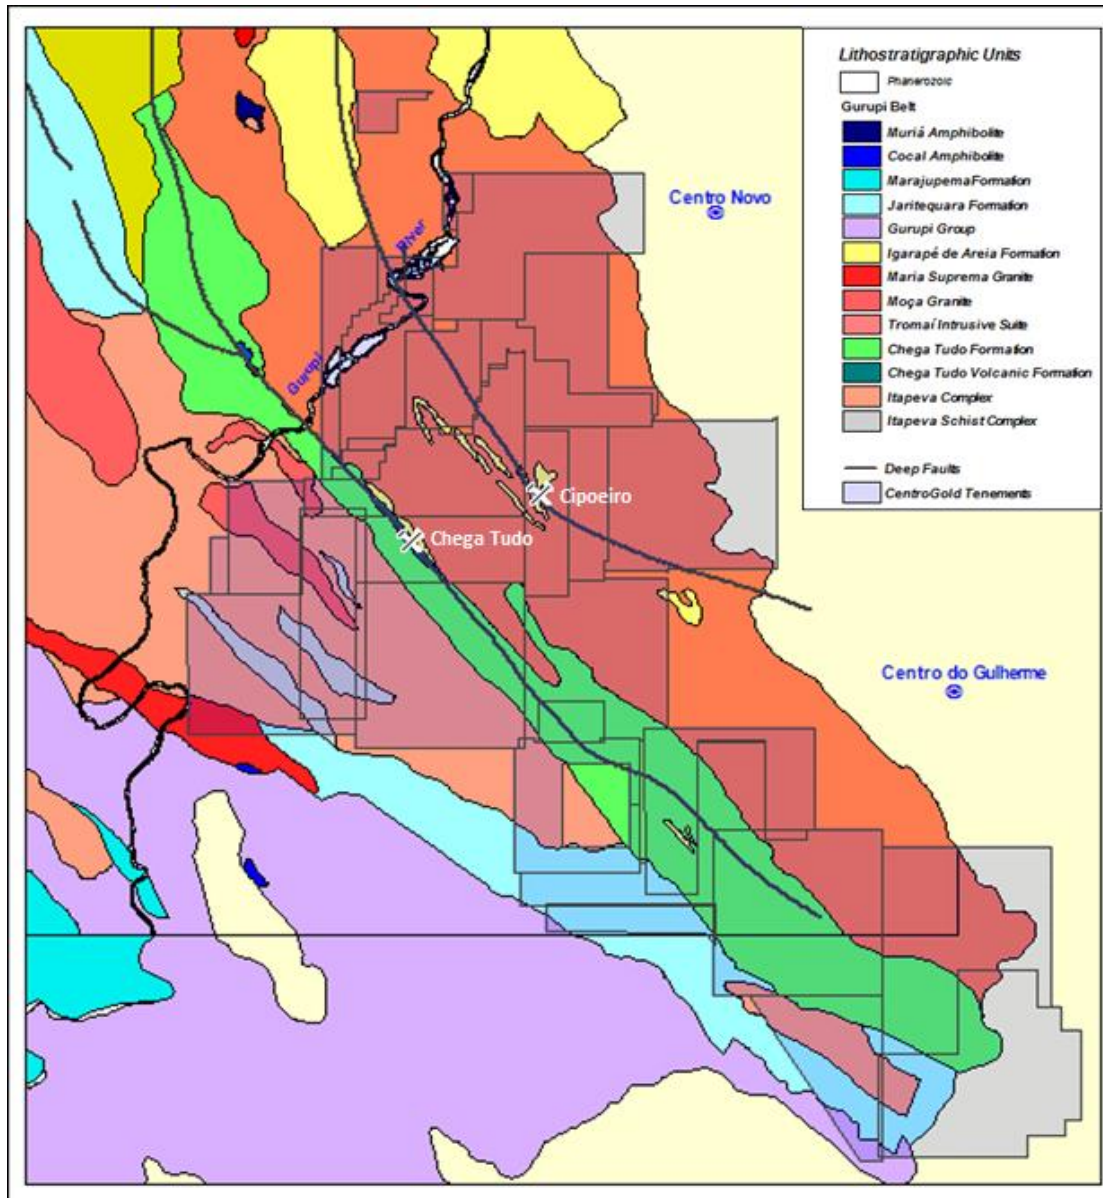 Lithostratigraphic Units
Phanerozoic
Gurupi Belt
Muriá Amphibolite
Cocal Amphibolite
Marajupema Formation
Jaritequara Formation
Gurupi Group
Igarapé de Areia Formation
Maria Suprema Granite
Moça Granite
Tromaí Intrusive Suite
Chega Tudo Formation
Chega Tudo Volcanic Formation
Itapeva Complex
Itapeva Schist Complex
Deep Faults
CentroGold Tenements
Centro Novo
River
Gurupí
Cipoeiro
Chega Tudo
Centro do Gulherme